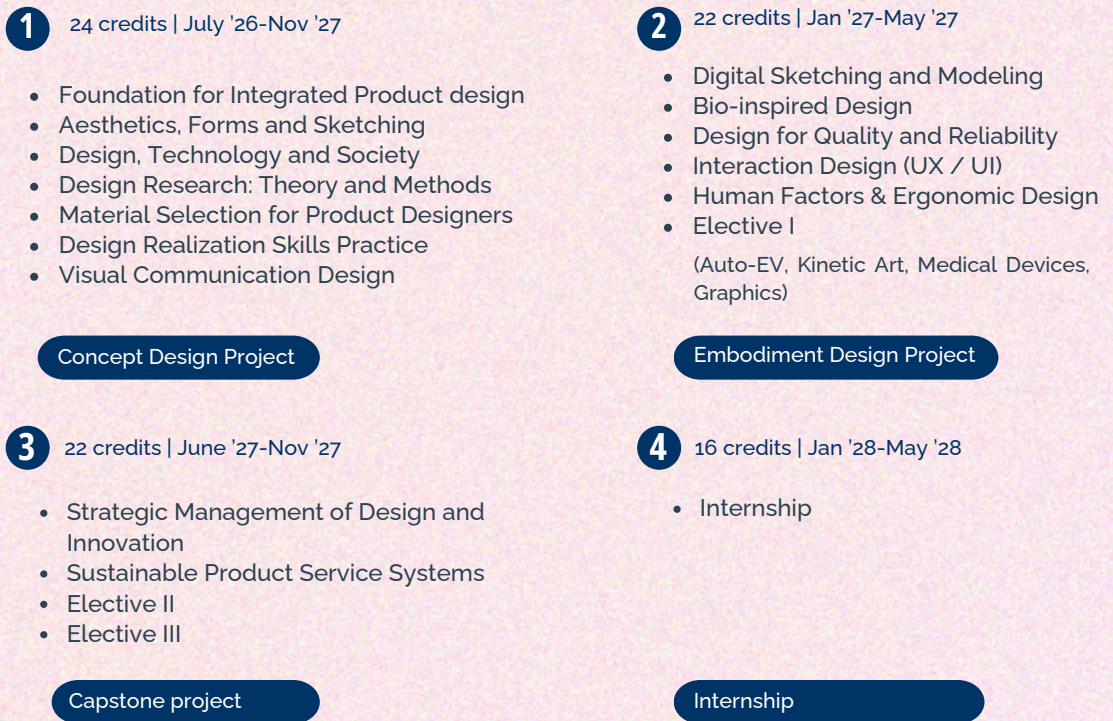 1
24 credits | July ’26-Nov ’27
• Foundation for Integrated Product design
• Aesthetics, Forms and Sketching
• Design, Technology and Society
• Design Research: Theory and Methods
• Material Selection for Product Designers
• Design Realization Skills Practice
• Visual Communication Design
Concept Design Project
2
22 credits | Jan ’27-May ’27
• Digital Sketching and Modeling
• Bio-inspired Design
• Design for Quality and Reliability
• Interaction Design (UX / UI)
• Human Factors & Ergonomic Design
• Elective I
(Auto-EV, Kinetic Art, Medical Devices,
Graphics)
Embodiment Design Project
3
22 credits | June ’27-Nov ’27
• Strategic Management of Design and
Innovation
• Sustainable Product Service Systems
• Elective II
• Elective III
Capstone project
4
16 credits | Jan ’28-May ’28
• Internship
Internship